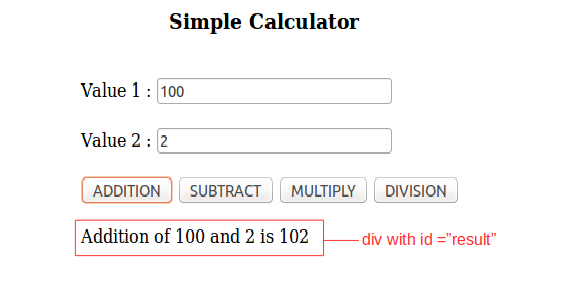 Simple Calculator
Value 1 : 100
Value 2 : 2
ADDITION SUBTRACT MULTIPLY DIVISION
Addition of 100 and 2 is 102 div with id =”result”